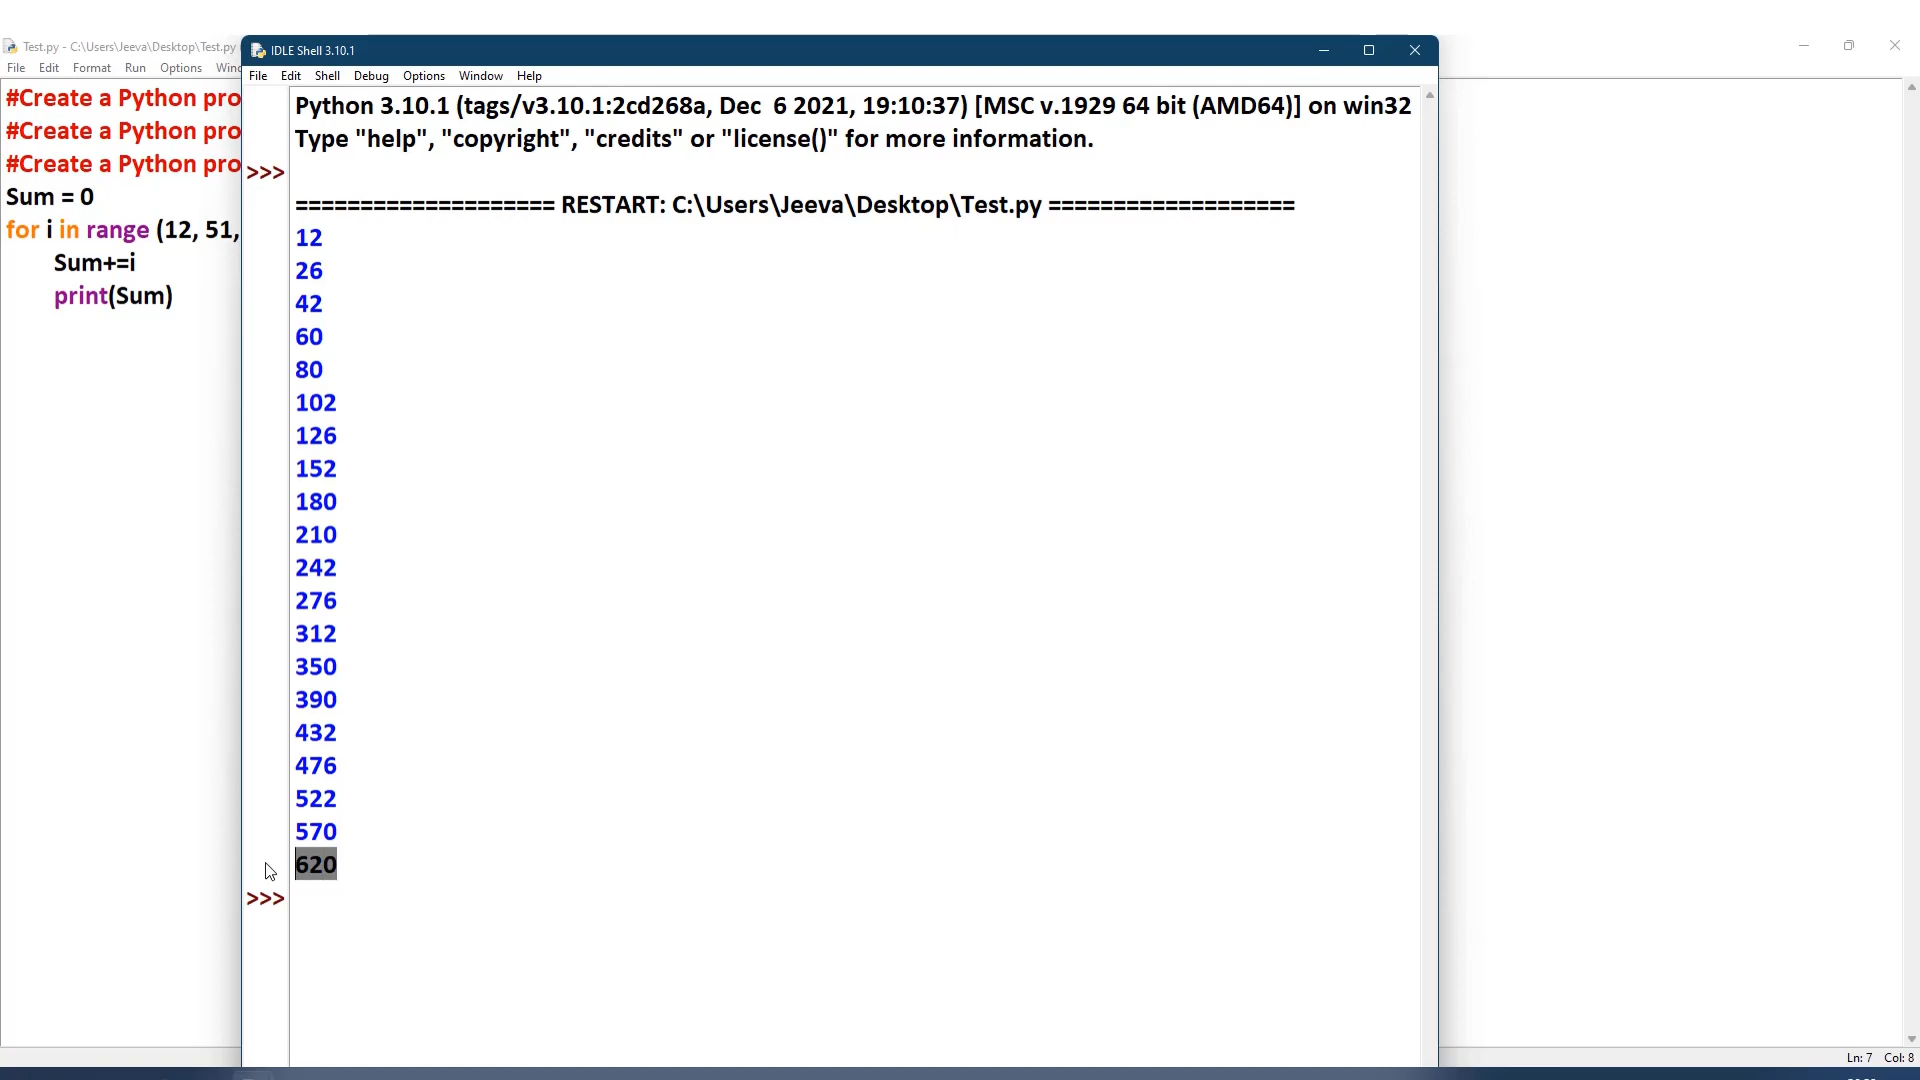 Test.py - C:\Users\Jeeva\Desktop\Test.py
File Edit Format Run Options
#Create a Python
#Create a Python
#Create a Python
Sum = 0
for i in range (12, 51,
Sum+=i
print(Sum)
IDLE Shell 3.10.1
File Edit Shell Debug Options Window Help
Python 3.10.1 (tags/v3.10.1:2cd268a, Dec 6 2021, 19:10:37) [MSC v.1929 64 bit (AMD64)] on win32
Type "help", "copyright", "credits" or "license()" for more information.
>>>
==================== RESTART: C:\Users\Jeeva\Desktop\Test.py ===================
12
26
42
60
80
102
126
152
180
210
242
276
312
350
390
432
476
522
570
620
>>>
Ln: 7 Col: 8